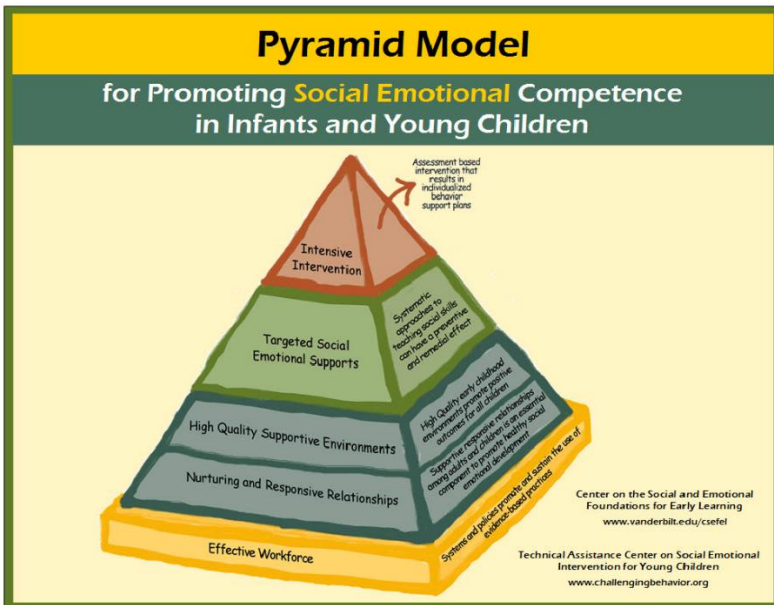 Pyramid Model
for Promoting Social Emotional Competence
in Infants and Young Children
Assessment based
intervention that
results in
individualized
behavior
support plans
Intensive
Intervention
Targeted Social
Emotional Supports
Systematic
approaches to
teaching social skills
can have a preventive
and remedial effect
High Quality Supportive Environments
High Quality early childhood
environments promote positive
outcomes for all children
Nurturing and Responsive Relationships
Supportive responsive relationships
among adults and children is an essential
component to promote healthy social
emotional development
Effective Workforce
Systems and policies promote and sustain the use of
evidence-based practices
Center on the Social and Emotional
Foundations for Early Learning
www.vanderbilt.edu/csefel
Technical Assistance Center on Social Emotional
Intervention for Young Children
www.challengingbehavior.org